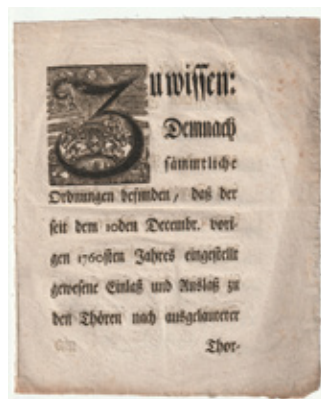 Zu wissen:
Demnach
sämmtliche
Ordnungen befinden, daß der
seit dem 10den Decembr. vori-
gen 1760sten Jahres eingestellt
gewesene Einlaß und Auslaß zu
den Thören nach ausgelauteter
Thor-